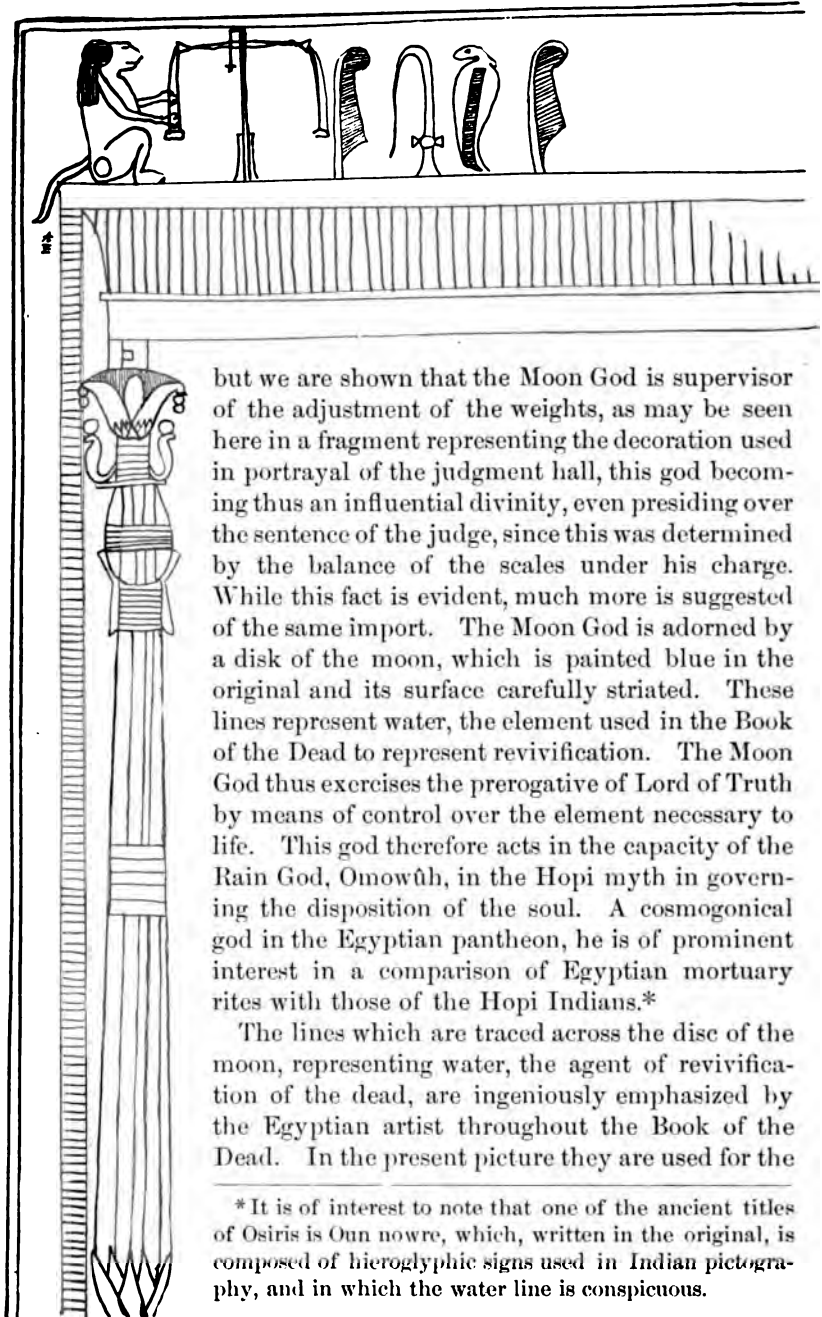 but we are shown that the Moon God is supervisor
of the adjustment of the weights, as may be seen
here in a fragment representing the decoration used
in portrayal of the judgment hall, this god becom-
ing thus an influential divinity, even presiding over
the sentence of the judge, since this was determined
by the balance of the scales under his charge.
While this fact is evident, much more is suggested
of the same import. The Moon God is adorned by
a disk of the moon, which is painted blue in the
original and its surface carefully striated. These
lines represent water, the element used in the Book
of the Dead to represent revivification. The Moon
God thus exercises the prerogative of Lord of Truth
by means of control over the element necessary to
life. This god therefore acts in the capacity of the
Rain God, Omowûh, in the Hopi myth in govern-
ing the disposition of the soul. A cosmogonical
god in the Egyptian pantheon, he is of prominent
interest in a comparison of Egyptian mortuary
rites with those of the Hopi Indians.*
The lines which are traced across the disc of the
moon, representing water, the agent of revivifica-
tion of the dead, are ingeniously emphasized by
the Egyptian artist throughout the Book of the
Dead. In the present picture they are used for the
* It is of interest to note that one of the ancient titles
of Osiris is Oun nowre, which, written in the original, is
composed of hieroglyphic signs used in Indian pictogra-
phy, and in which the water line is conspicuous.